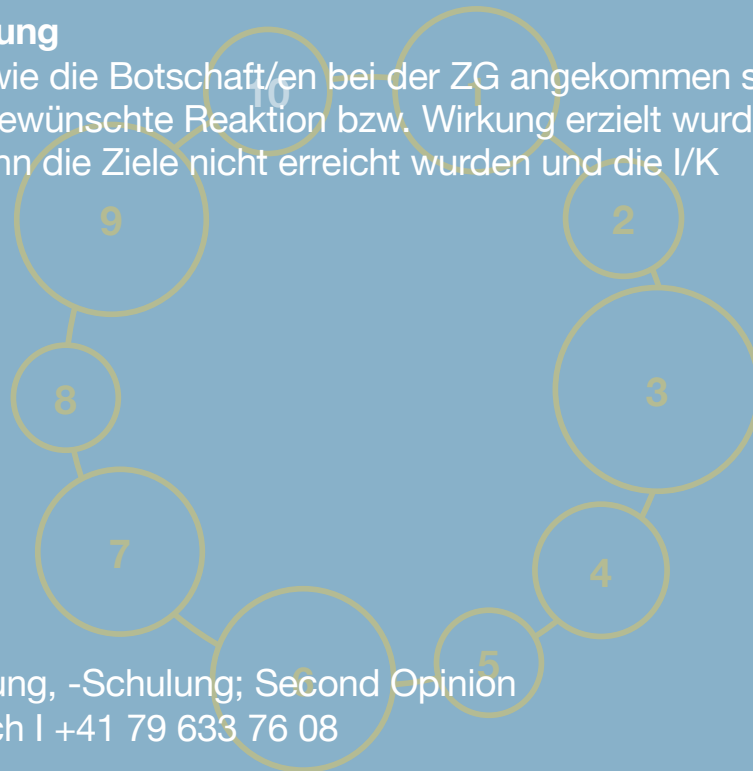 ung
wie die Botschaft/en bei der ZG angekommen s
ewünschte Reaktion bzw. Wirkung erzielt wurd
nn die Ziele nicht erreicht wurden und die I/K
10
1
9
2
8
3
7
4
6
5
ung, -Schulung; Second Opinion
ch I +41 79 633 76 08